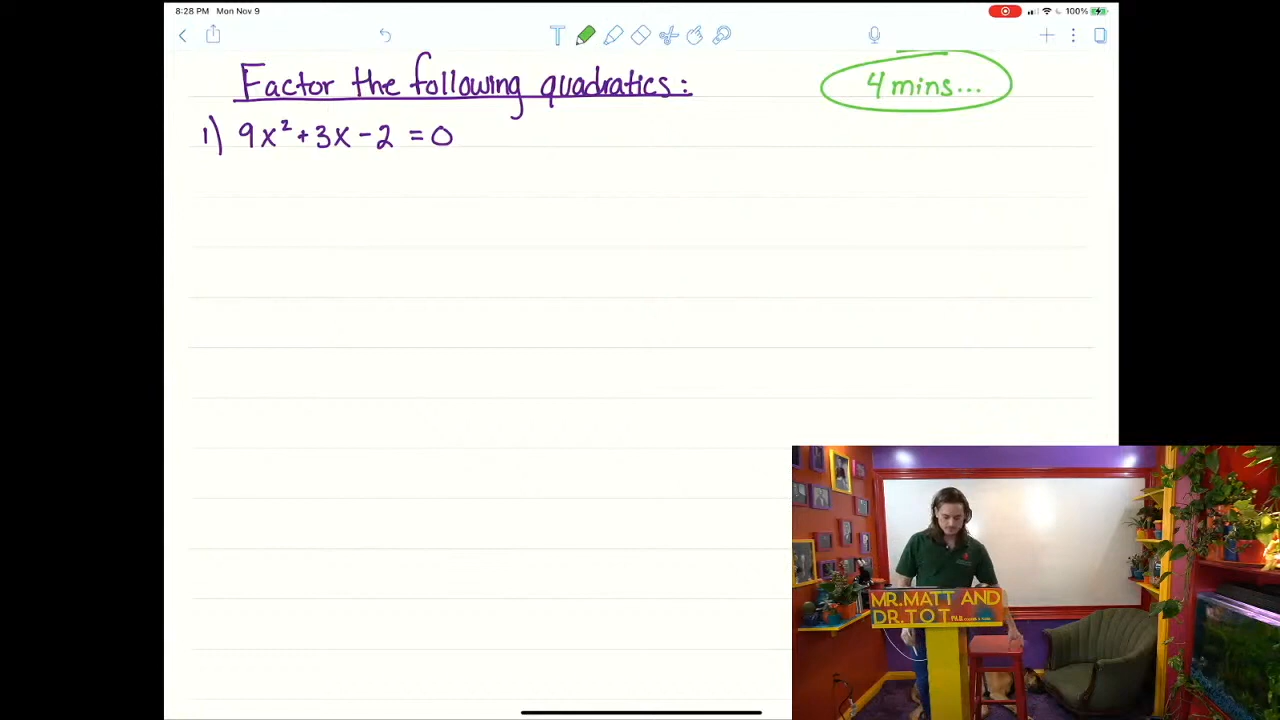 8:28 PM Mon Nov 9
100%
Factor the following quadratics:
4 mins...
1) 9x² + 3x - 2 = 0
MR.MATT AND
DR.TOT